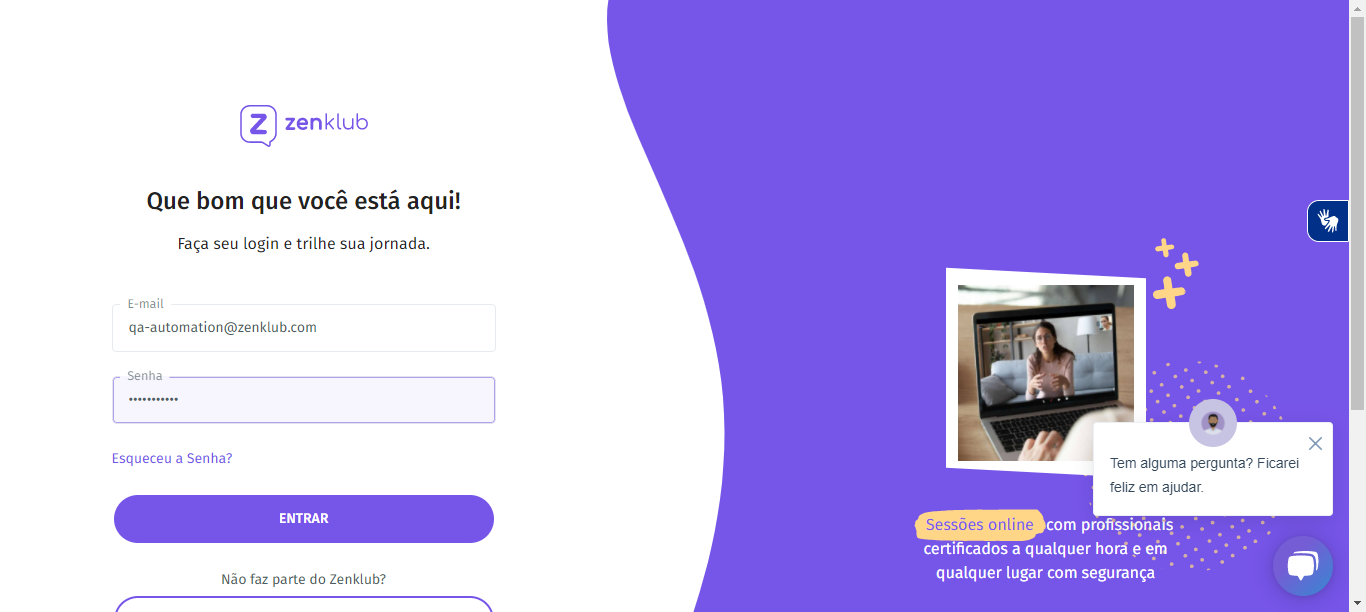 Z zenklub
Que bom que você está aqui!
Faça seu login e trilhe sua jornada.
E-mail
qa-automation@zenklub.com
Senha
•••••••••••
Esqueceu a Senha?
ENTRAR
Não faz parte do Zenklub?
Tem alguma pergunta? Ficarei
feliz em ajudar.
Sessões online com profissionais
certificados a qualquer hora e em
qualquer lugar com segurança